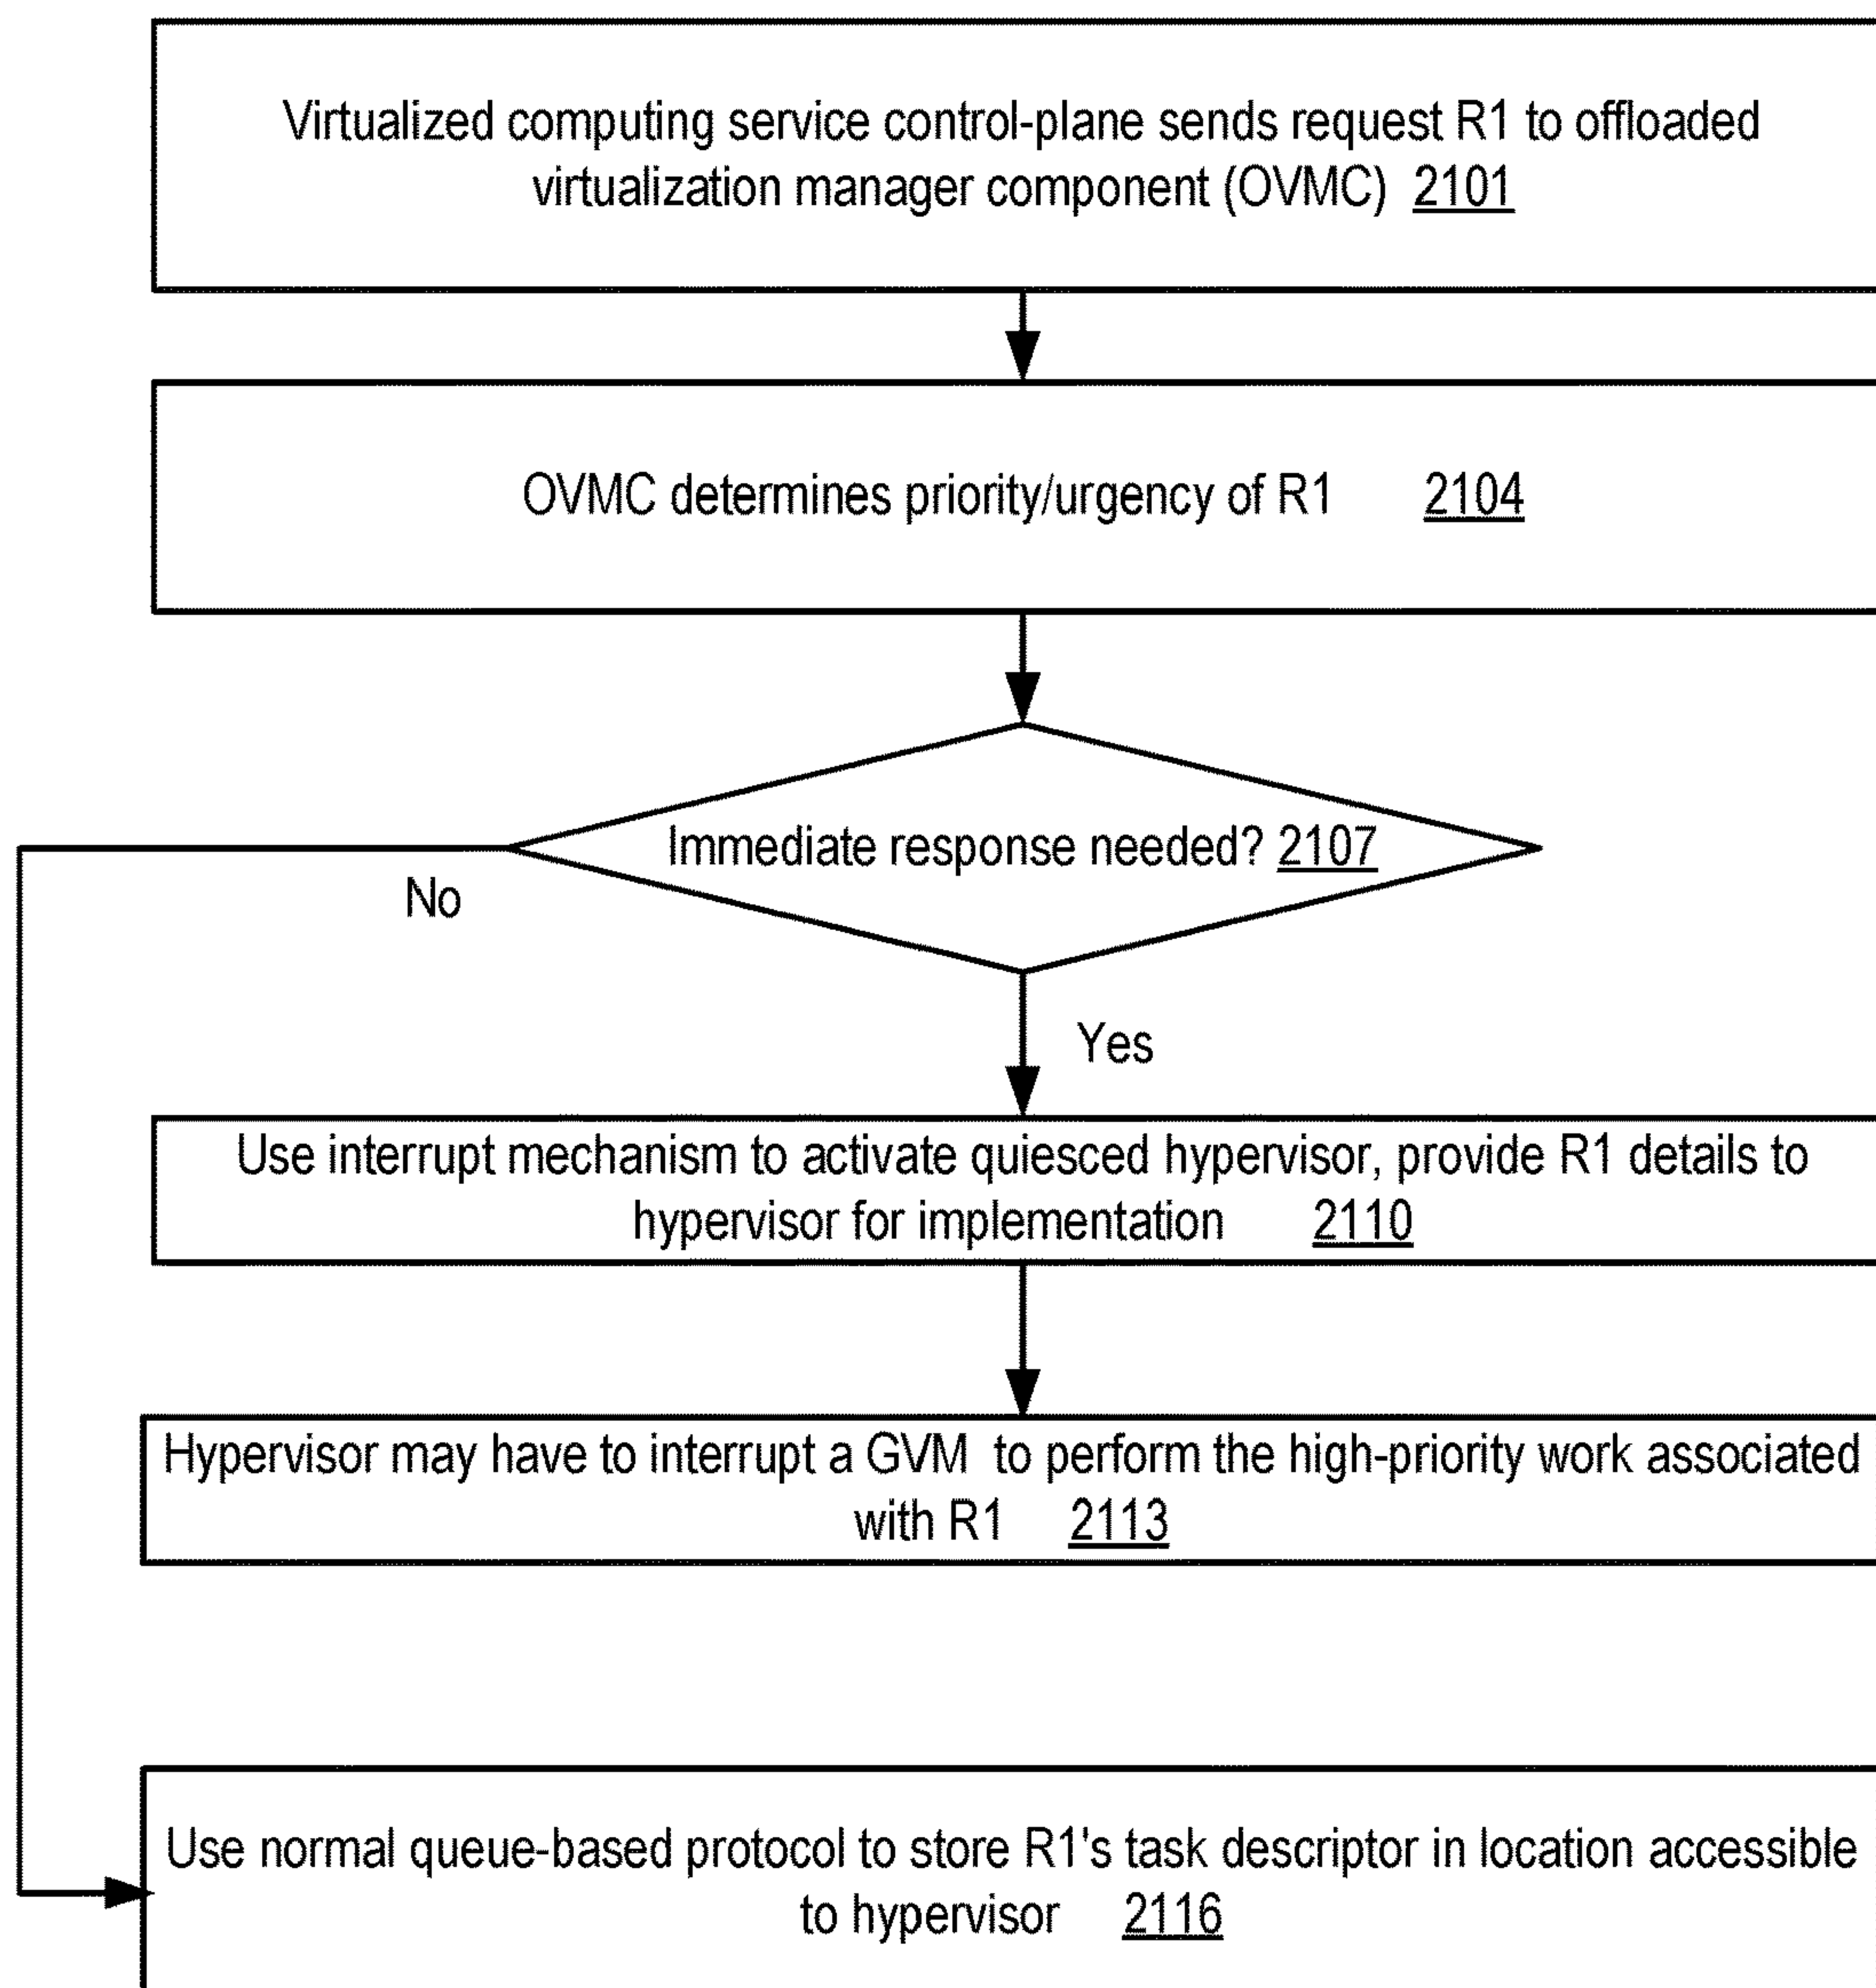 Virtualized computing service control-plane sends request R1 to offloaded
virtualization manager component (OVMC) 2101
OVMC determines priority/urgency of R1 2104
Immediate response needed? 2107
No
Yes
Use interrupt mechanism to activate quiesced hypervisor, provide R1 details to
hypervisor for implementation 2110
Hypervisor may have to interrupt a GVM to perform the high-priority work associated
with R1 2113
Use normal queue-based protocol to store R1's task descriptor in location accessible
to hypervisor 2116